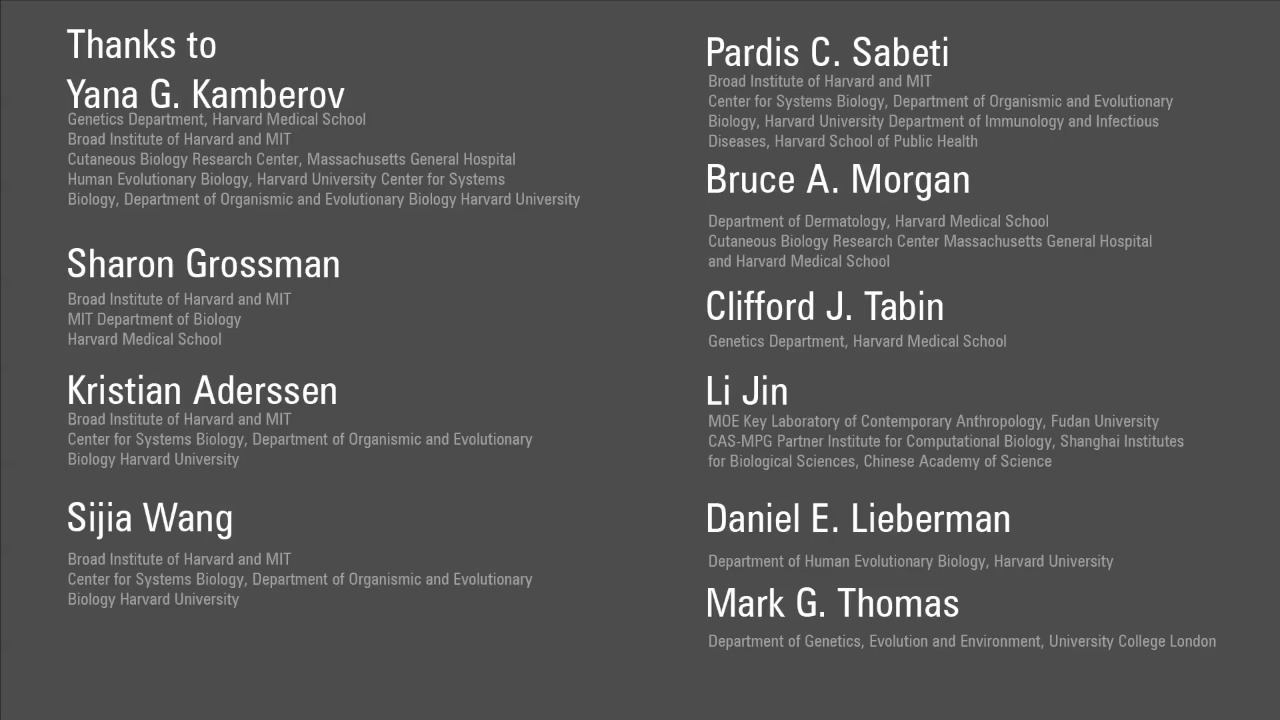 Thanks to
Yana G. Kamberov
Genetics Department, Harvard Medical School
Broad Institute of Harvard and MIT
Cutaneous Biology Research Center, Massachusetts General Hospital
Human Evolutionary Biology, Harvard University Center for Systems
Biology, Department of Organismic and Evolutionary Biology Harvard University
Sharon Grossman
Broad Institute of Harvard and MIT
MIT Department of Biology
Harvard Medical School
Kristian Aderssen
Broad Institute of Harvard and MIT
Center for Systems Biology, Department of Organismic and Evolutionary
Biology Harvard University
Sijia Wang
Broad Institute of Harvard and MIT
Center for Systems Biology, Department of Organismic and Evolutionary
Biology Harvard University
Pardis C. Sabeti
Broad Institute of Harvard and MIT
Center for Systems Biology, Department of Organismic and Evolutionary
Biology, Harvard University Department of Immunology and Infectious
Diseases, Harvard School of Public Health
Bruce A. Morgan
Department of Dermatology, Harvard Medical School
Cutaneous Biology Research Center Massachusetts General Hospital
and Harvard Medical School
Clifford J. Tabin
Genetics Department, Harvard Medical School
Li Jin
MOE Key Laboratory of Contemporary Anthropology, Fudan University
CAS-MPG Partner Institute for Computational Biology, Shanghai Institutes
for Biological Sciences, Chinese Academy of Science
Daniel E. Lieberman
Department of Human Evolutionary Biology, Harvard University
Mark G. Thomas
Department of Genetics, Evolution and Environment, University College London